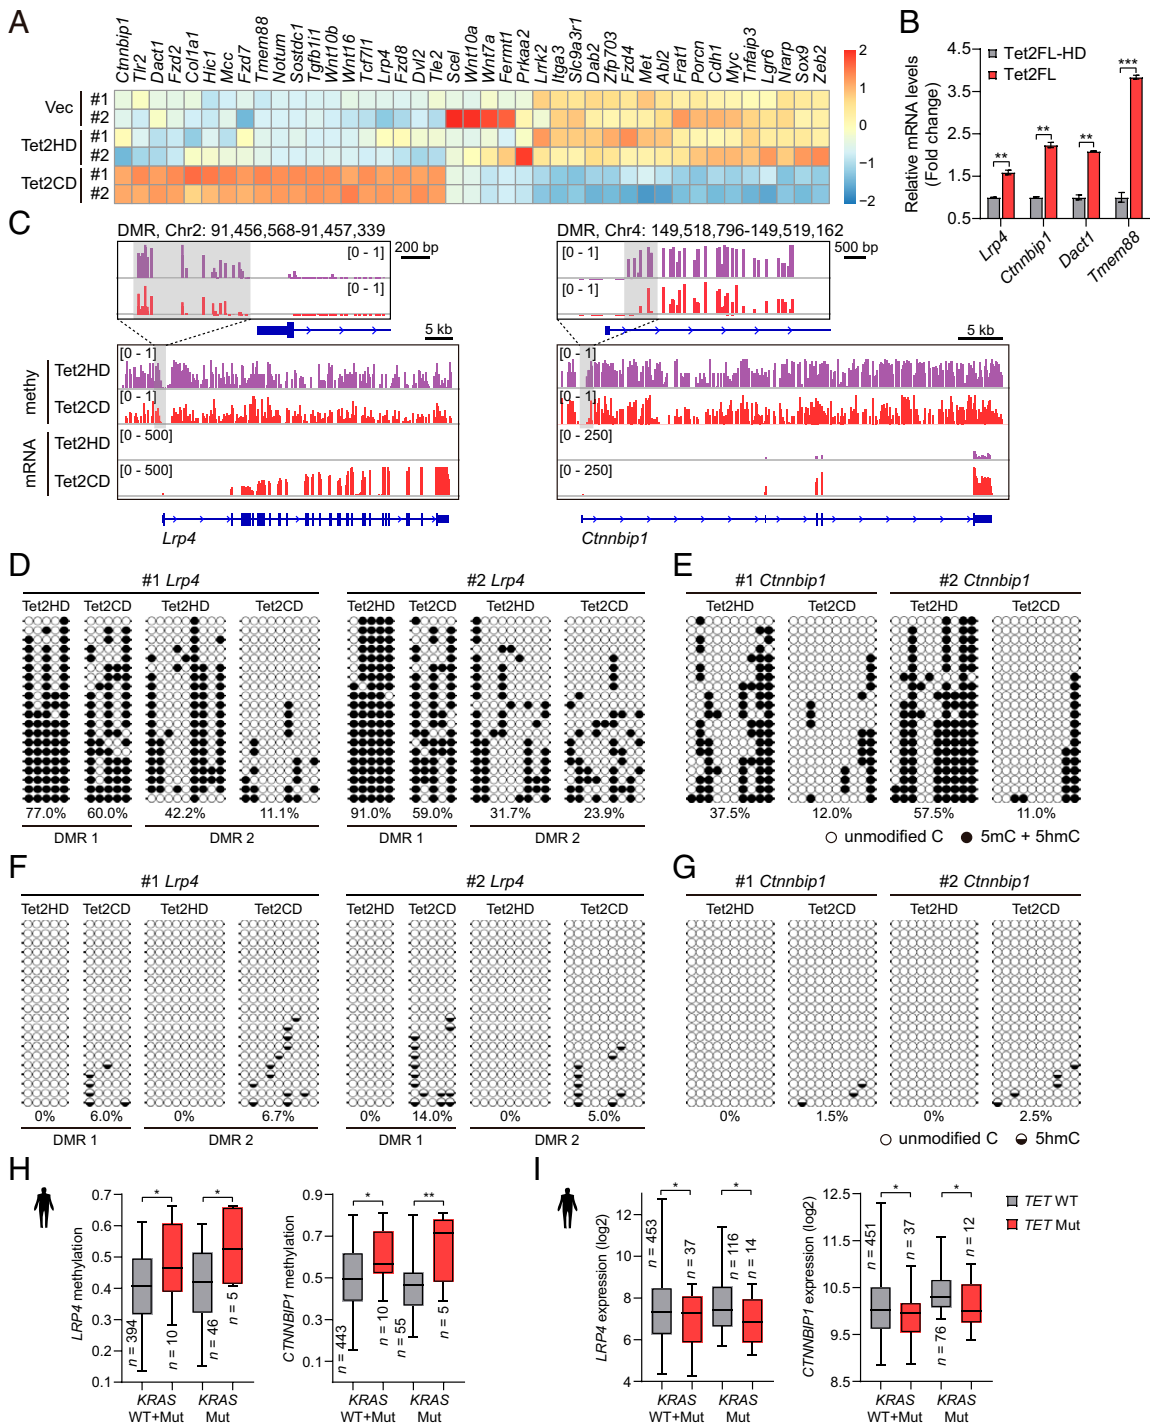 A
Ctnnbip1 Tlr2 Dact1 Fzd2 Col1a1 Hic1 Mcc Fzd7 Tmem88 Notum Sostdc1 Tgfb1i1 Wnt10b Wnt16 Tcf7l1 Lrp4 Fzd8 Dvl2 Tle2 Scel Wnt10a Wnt7a Fermt1 Prkaa2 Lrrk2 Slc9a3r1 Dab2 Zfp703 Fzd4 Met Abl2 Frat1 Porcn Cdh1 Myc Tnfaip3 Lgr6 Nrarp Sox9 Zeb2
Vec #1
#2
Tet2HD #1
#2
Tet2CD #1
#2
2
1
0
−1
−2
B
Tet2FL-HD
Tet2FL
Relative mRNA levels
(Fold change)
4.5
3.5
2.5
1.5
0.5
** ** ** ***
Lrp4 Ctnnbip1 Dact1 Tmem88
C
DMR, Chr2: 91,456,568-91,457,339
200 bp
[0 - 1]
[0 - 1]
5 kb
DMR, Chr4: 149,518,796-149,519,162
500 bp
[0 - 1]
[0 - 1]
5 kb
methy
Tet2HD [0 - 1] [0 - 1]
Tet2CD [0 - 1] [0 - 1]
mRNA
Tet2HD [0 - 500] [0 - 250]
Tet2CD [0 - 500] [0 - 250]
Lrp4 Ctnnbip1
D
#1 Lrp4 #2 Lrp4
Tet2HD Tet2CD Tet2HD Tet2CD Tet2HD Tet2CD Tet2HD Tet2CD
77.0% 60.0% 42.2% 11.1% 91.0% 59.0% 31.7% 23.9%
DMR 1 DMR 2 DMR 1 DMR 2
E
#1 Ctnnbip1 #2 Ctnnbip1
Tet2HD Tet2CD Tet2HD Tet2CD
37.5% 12.0% 57.5% 11.0%
unmodified C 5mC + 5hmC
F
#1 Lrp4 #2 Lrp4
Tet2HD Tet2CD Tet2HD Tet2CD Tet2HD Tet2CD Tet2HD Tet2CD
0% 6.0% 0% 6.7% 0% 14.0% 0% 5.0%
DMR 1 DMR 2 DMR 1 DMR 2
G
#1 Ctnnbip1 #2 Ctnnbip1
Tet2HD Tet2CD Tet2HD Tet2CD
0% 1.5% 0% 2.5%
unmodified C 5hmC
H
LRP4 methylation
0.7
0.6
0.5
0.4
0.3
0.2
0.1
* *
n = 394 n = 10 n = 46 n = 5
KRAS KRAS
WT+Mut Mut
CTNNBIP1 methylation
0.9
0.7
0.5
0.3
0.1
* **
n = 443 n = 10 n = 55 n = 5
KRAS KRAS
WT+Mut Mut
I
LRP4 expression (log2)
12
10
8
6
4
* *
n = 453 n = 37 n = 116 n = 14
KRAS KRAS
WT+Mut Mut
CTNNBIP1 expression (log2)
12.5
11.5
10.5
9.5
8.5
* *
n = 451 n = 37 n = 76 n = 12
KRAS KRAS
WT+Mut Mut
TET WT
TET Mut